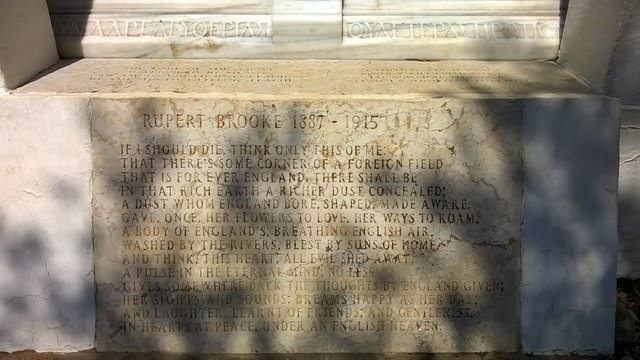 RUPERT BROOKE 1887 - 1915
IF I SHOULD DIE, THINK ONLY THIS OF ME:
THAT THERE'S SOME CORNER OF A FOREIGN FIELD
THAT IS FOR EVER ENGLAND. THERE SHALL BE
IN THAT RICH EARTH A RICHER DUST CONCEALED;
A DUST WHOM ENGLAND BORE, SHAPED, MADE AWARE,
GAVE, ONCE, HER FLOWERS TO LOVE, HER WAYS TO ROAM,
A BODY OF ENGLAND'S, BREATHING ENGLISH AIR,
WASHED BY THE RIVERS, BLEST BY SUNS OF HOME.
AND THINK, THIS HEART, ALL EVIL SHED AWAY,
A PULSE IN THE ETERNAL MIND, NO LESS
GIVES SOMEWHERE BACK THE THOUGHTS BY ENGLAND GIVEN;
HER SIGHTS AND SOUNDS; DREAMS HAPPY AS HER DAY;
AND LAUGHTER, LEARNT OF FRIENDS; AND GENTLENESS,
IN HEARTS AT PEACE, UNDER AN ENGLISH HEAVEN.